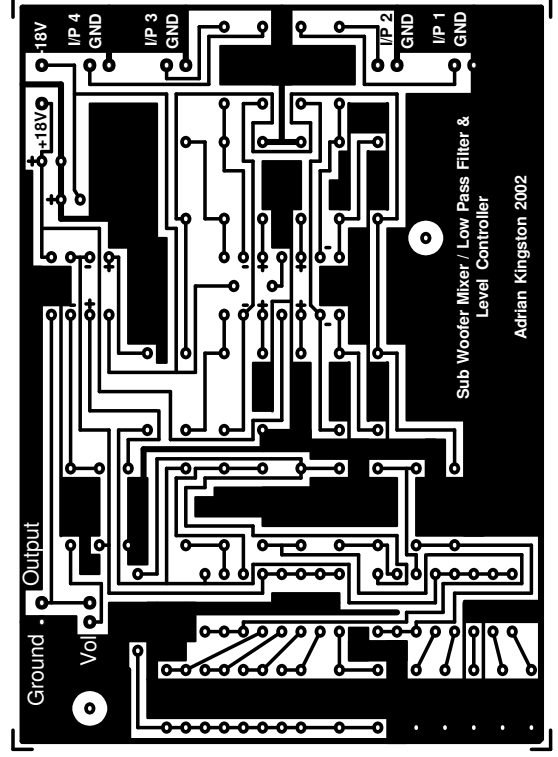 -18V
I/P 4
GND
I/P 3
GND
I/P 2
GND
I/P 1
GND
+18V
+
+
-
+
-
+
-
+
-
+
-
+
-
+
Sub Woofer Mixer / Low Pass Filter &
Level Controller
Adrian Kingston 2002
Output
Ground
Vol